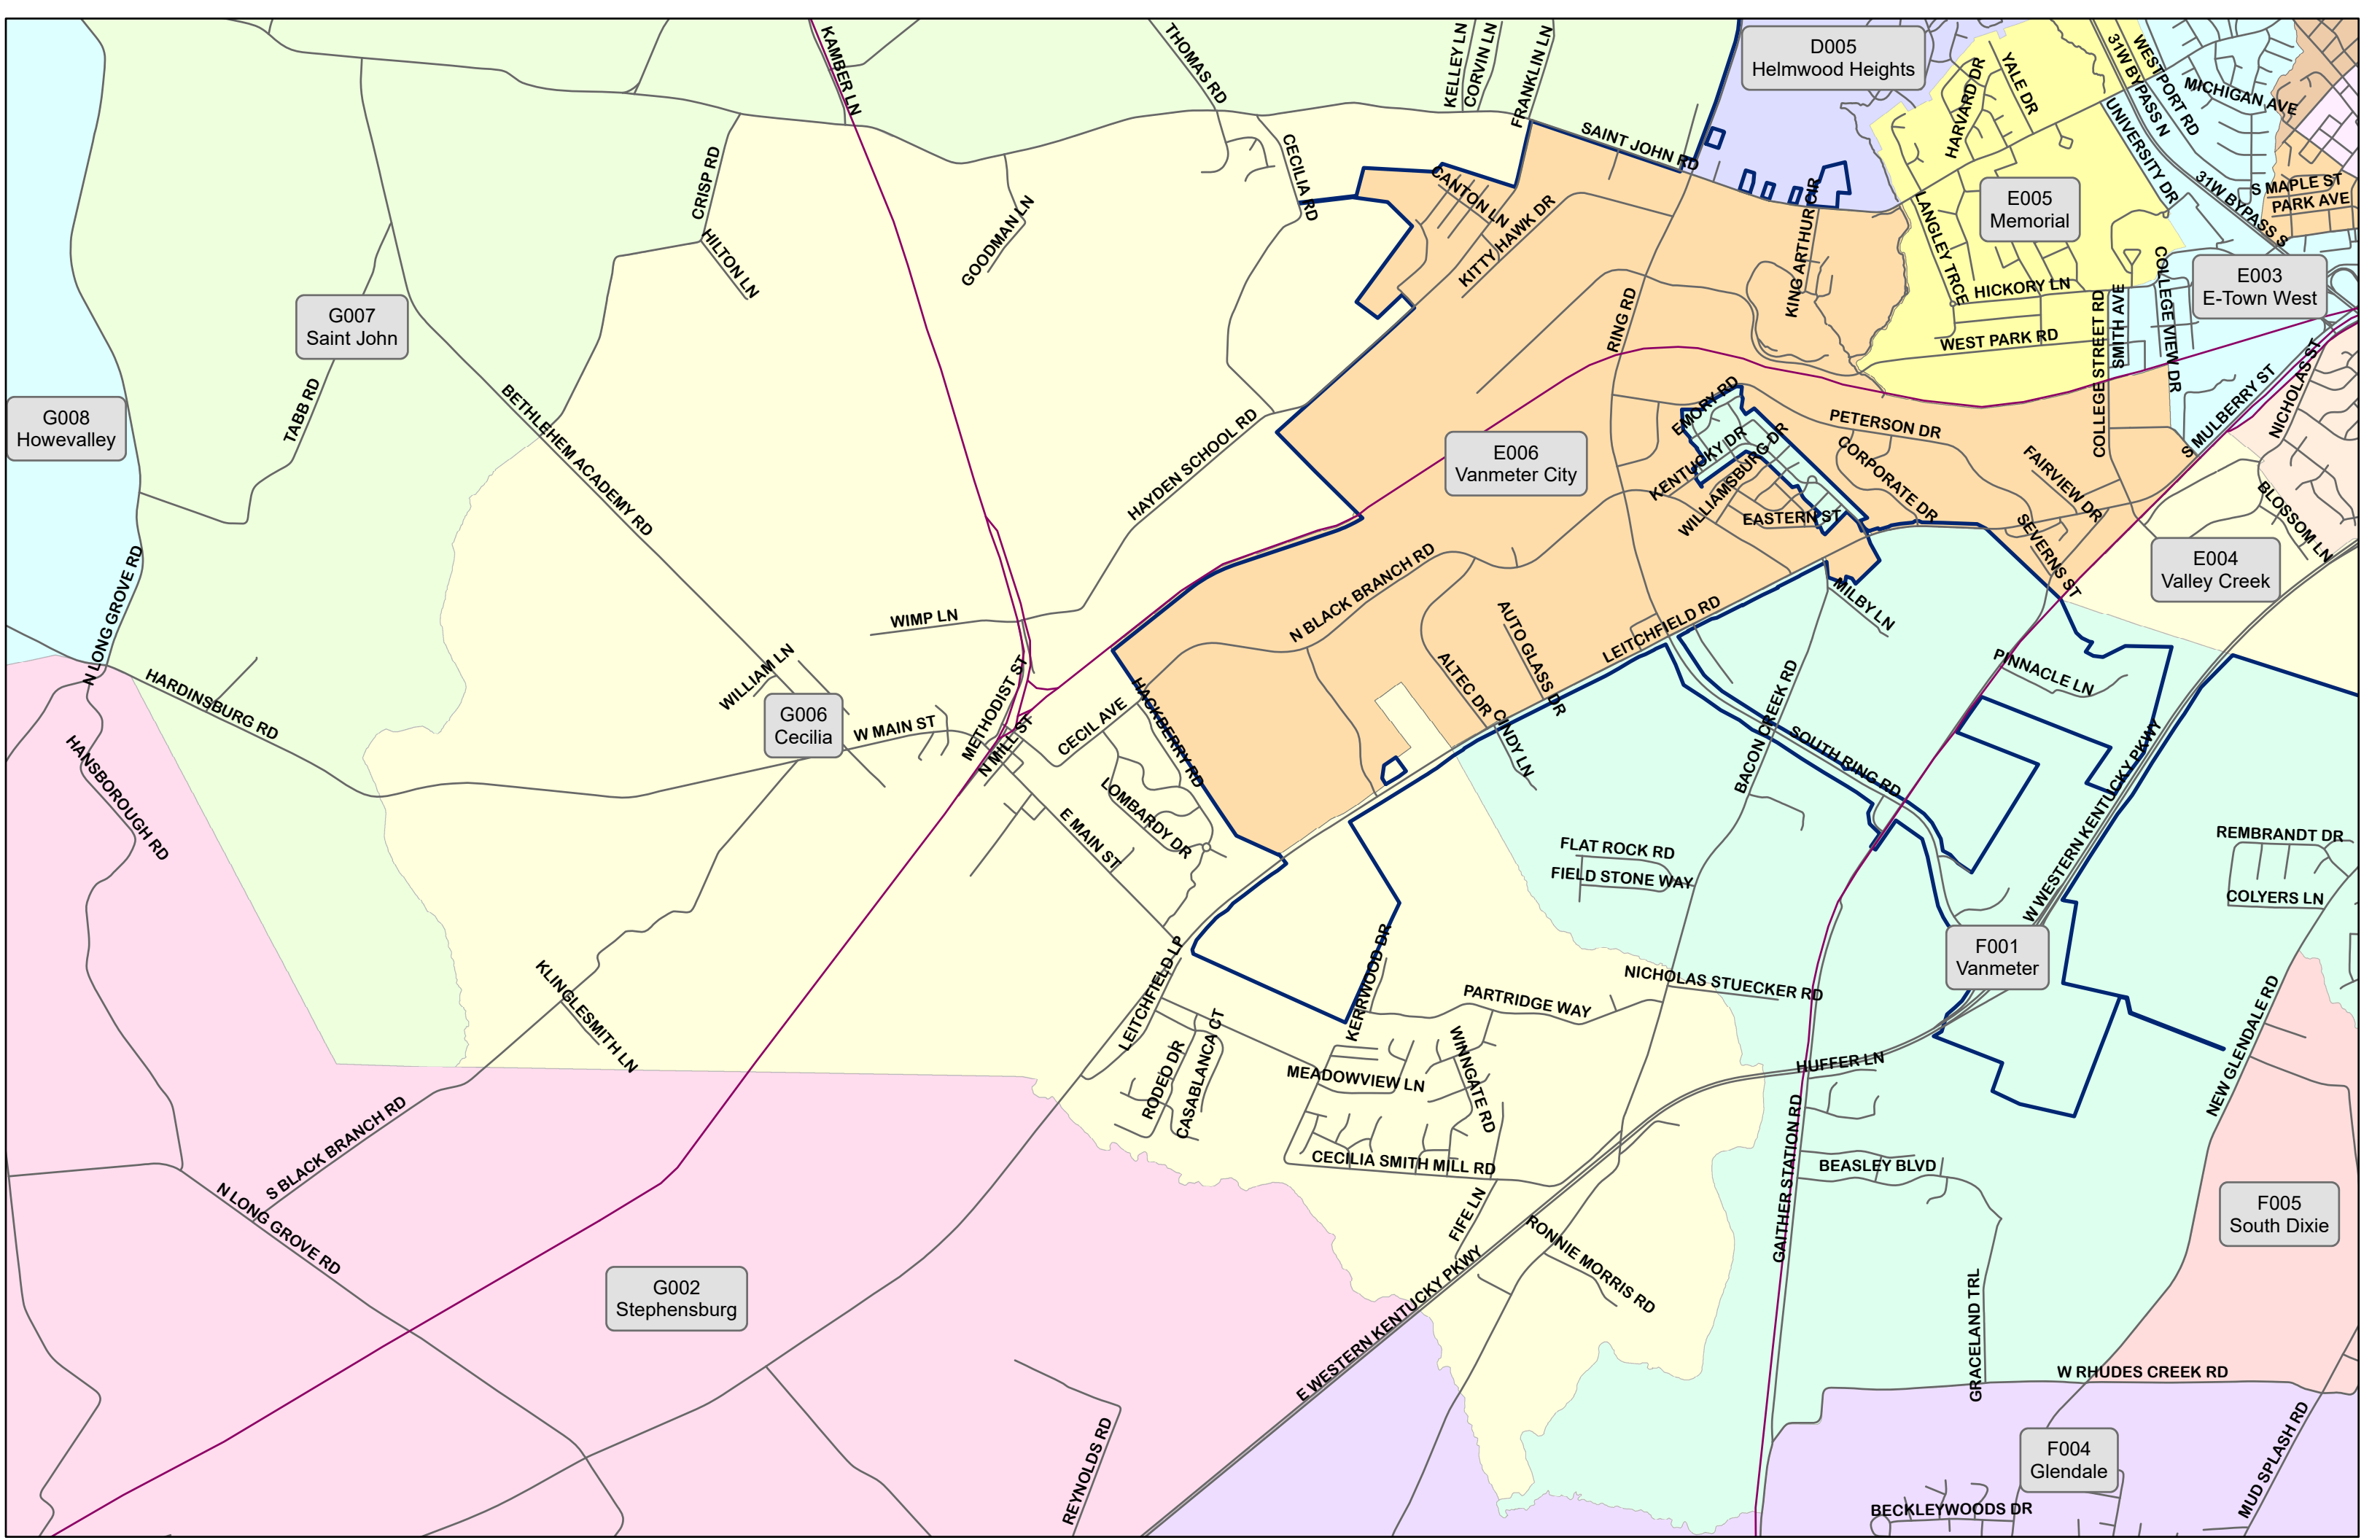 KAMBER LN
THOMAS RD
KELLEY LN
CORVIN LN
FRANKLIN LN
D005
Helmwood Heights
HARVARD DR
YALE DR
31W BYPASS N
WESTPORT RD
MICHIGAN AVE
UNIVERSITY DR
SAINT JOHN RD
CECILIA RD
CRISP RD
CANTON LN
KITTY HAWK DR
KING ARTHUR CIR
LANGLEY TRCE
E005
Memorial
31W BYPASS S
S MAPLE ST
PARK AVE
HILTON LN
GOODMAN LN
COLLEGE VIEW DR
E003
E-Town West
HICKORY LN
SMITH AVE
COLLEGE STREET RD
WEST PARK RD
RING RD
G007
Saint John
TABB RD
G008
Howevalley
BETHLEHEM ACADEMY RD
HAYDEN SCHOOL RD
E006
Vanmeter City
EMORY RD
KENTUCKY DR
WILLIAMSBURG DR
EASTERN ST
PETERSON DR
CORPORATE DR
FAIRVIEW DR
SEVERNS ST
S MULBERRY ST
NICHOLAS ST
BLOSSOM LN
E004
Valley Creek
N LONG GROVE RD
HARDINSBURG RD
WIMP LN
WILLIAM LN
G006
Cecilia
W MAIN ST
METHODIST ST
N MILL ST
CECIL AVE
HACKBERRY RD
LOMBARDY DR
E MAIN ST
N BLACK BRANCH RD
ALTEC DR
AUTO GLASS DR
CINDY LN
LEITCHFIELD RD
MILBY LN
BACON CREEK RD
SOUTH RING RD
PINNACLE LN
W WESTERN KENTUCKY PKWY
HANSBOROUGH RD
FLAT ROCK RD
FIELD STONE WAY
REMBRANDT DR
COLYERS LN
F001
Vanmeter
KLINGLESMITH LN
LEITCHFIELD LP
KERRWOOD DR
PARTRIDGE WAY
NICHOLAS STUECKER RD
RODEO DR
CASABLANCA CT
MEADOWVIEW LN
WINNGATE RD
HUFFER LN
NEW GLENDALE RD
S BLACK BRANCH RD
N LONG GROVE RD
CECILIA SMITH MILL RD
GAITHER STATION RD
BEASLEY BLVD
F005
South Dixie
FIFE LN
RONNIE MORRIS RD
G002
Stephensburg
E WESTERN KENTUCKY PKWY
GRACELAND TRL
W RHUDES CREEK RD
REYNOLDS RD
F004
Glendale
MUD SPLASH RD
BECKLEYWOODS DR